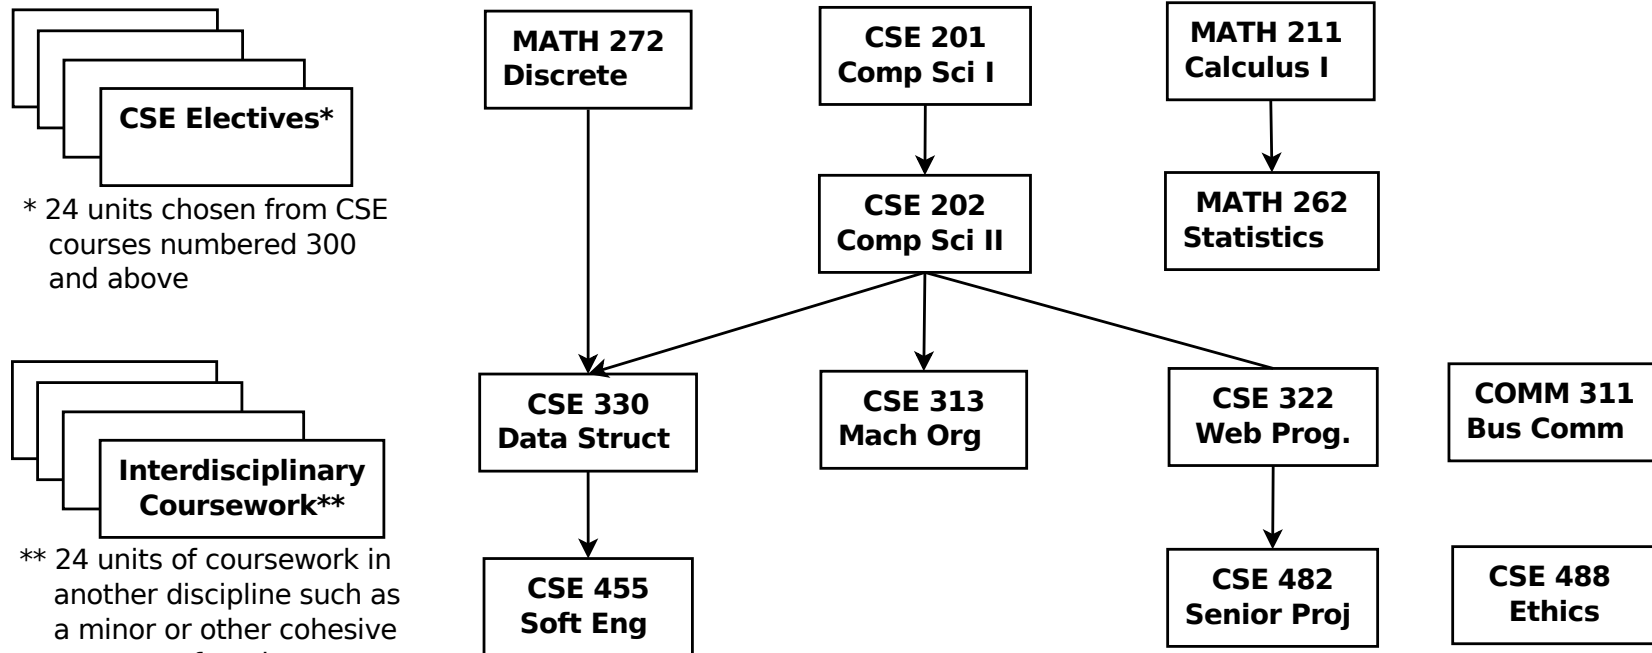 CSE Electives*
* 24 units chosen from CSE
courses numbered 300
and above
Interdisciplinary
Coursework**
** 24 units of coursework in
another discipline such as
a minor or other cohesive
MATH 272
Discrete
CSE 201
Comp Sci I
MATH 211
Calculus I
CSE 202
Comp Sci II
MATH 262
Statistics
CSE 330
Data Struct
CSE 313
Mach Org
CSE 322
Web Prog.
COMM 311
Bus Comm
CSE 455
Soft Eng
CSE 482
Senior Proj
CSE 488
Ethics